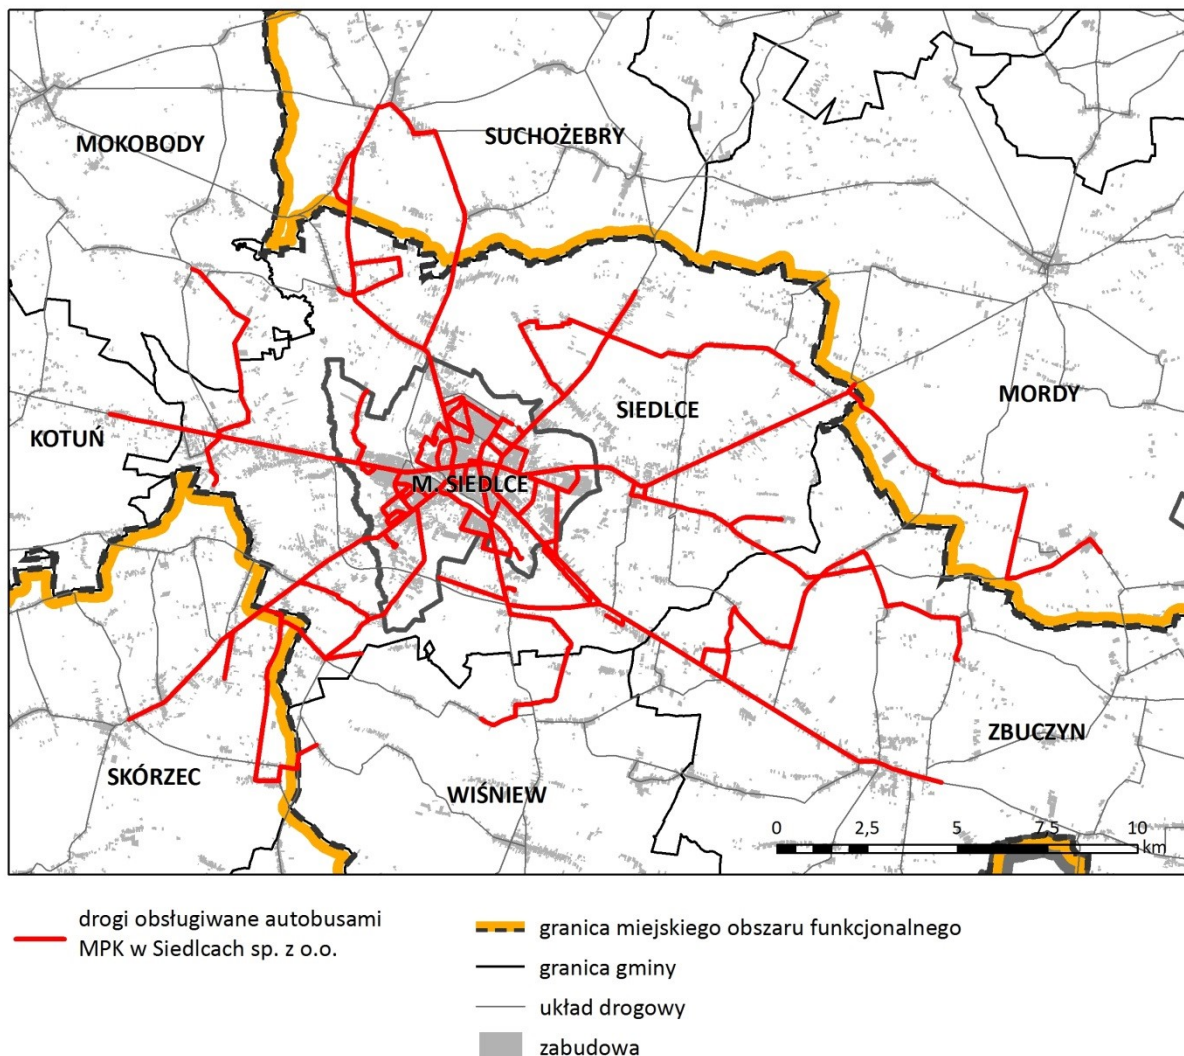 MOKOBODY
SUCHOŻEBRY
MORDY
SIEDLCE
KOTUŃ
M. SIEDLCE
ZBUCZYN
SKÓRZEC
WIŚNIEW
0 2,5 5 7,5 10
km
drogi obsługiwane autobusami
MPK w Siedlcach sp. z o.o.
granica miejskiego obszaru funkcjonalnego
granica gminy
układ drogowy
zabudowa